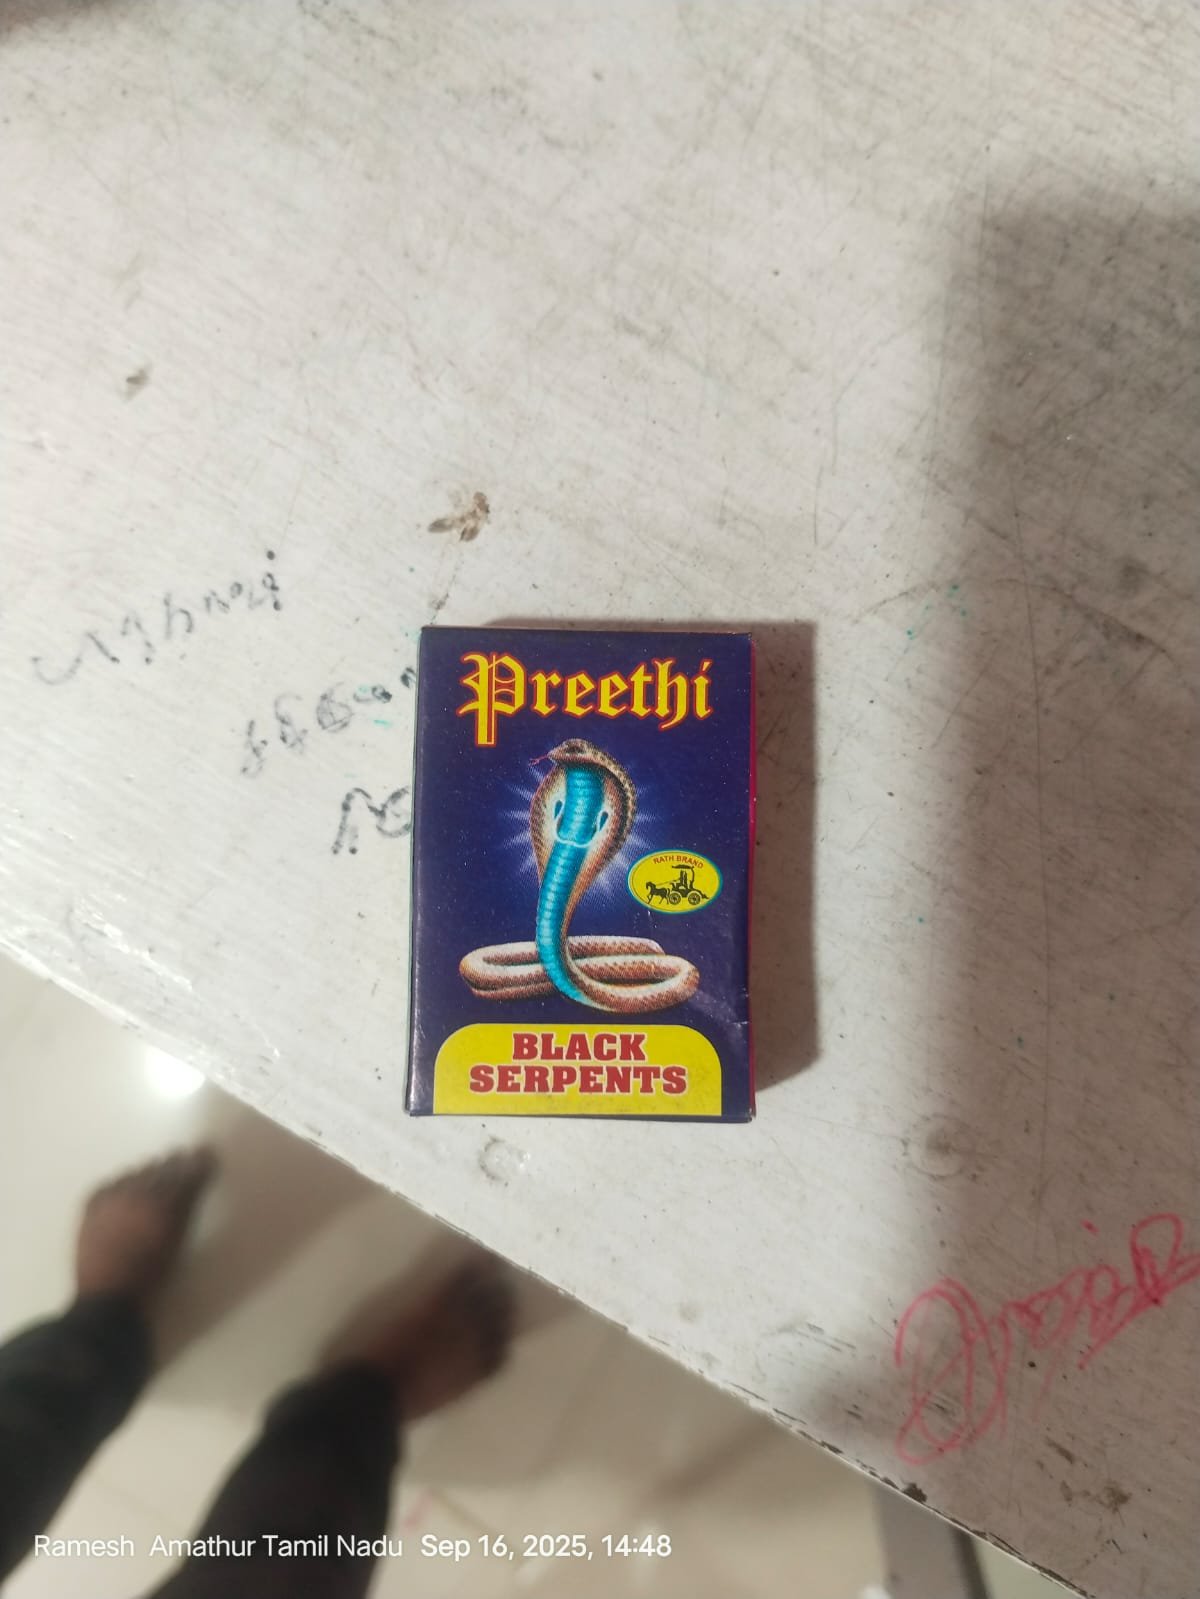 Preethi
RATH BRAND
BLACK
SERPENTS
Ramesh Amathur Tamil Nadu Sep 16, 2025, 14:48